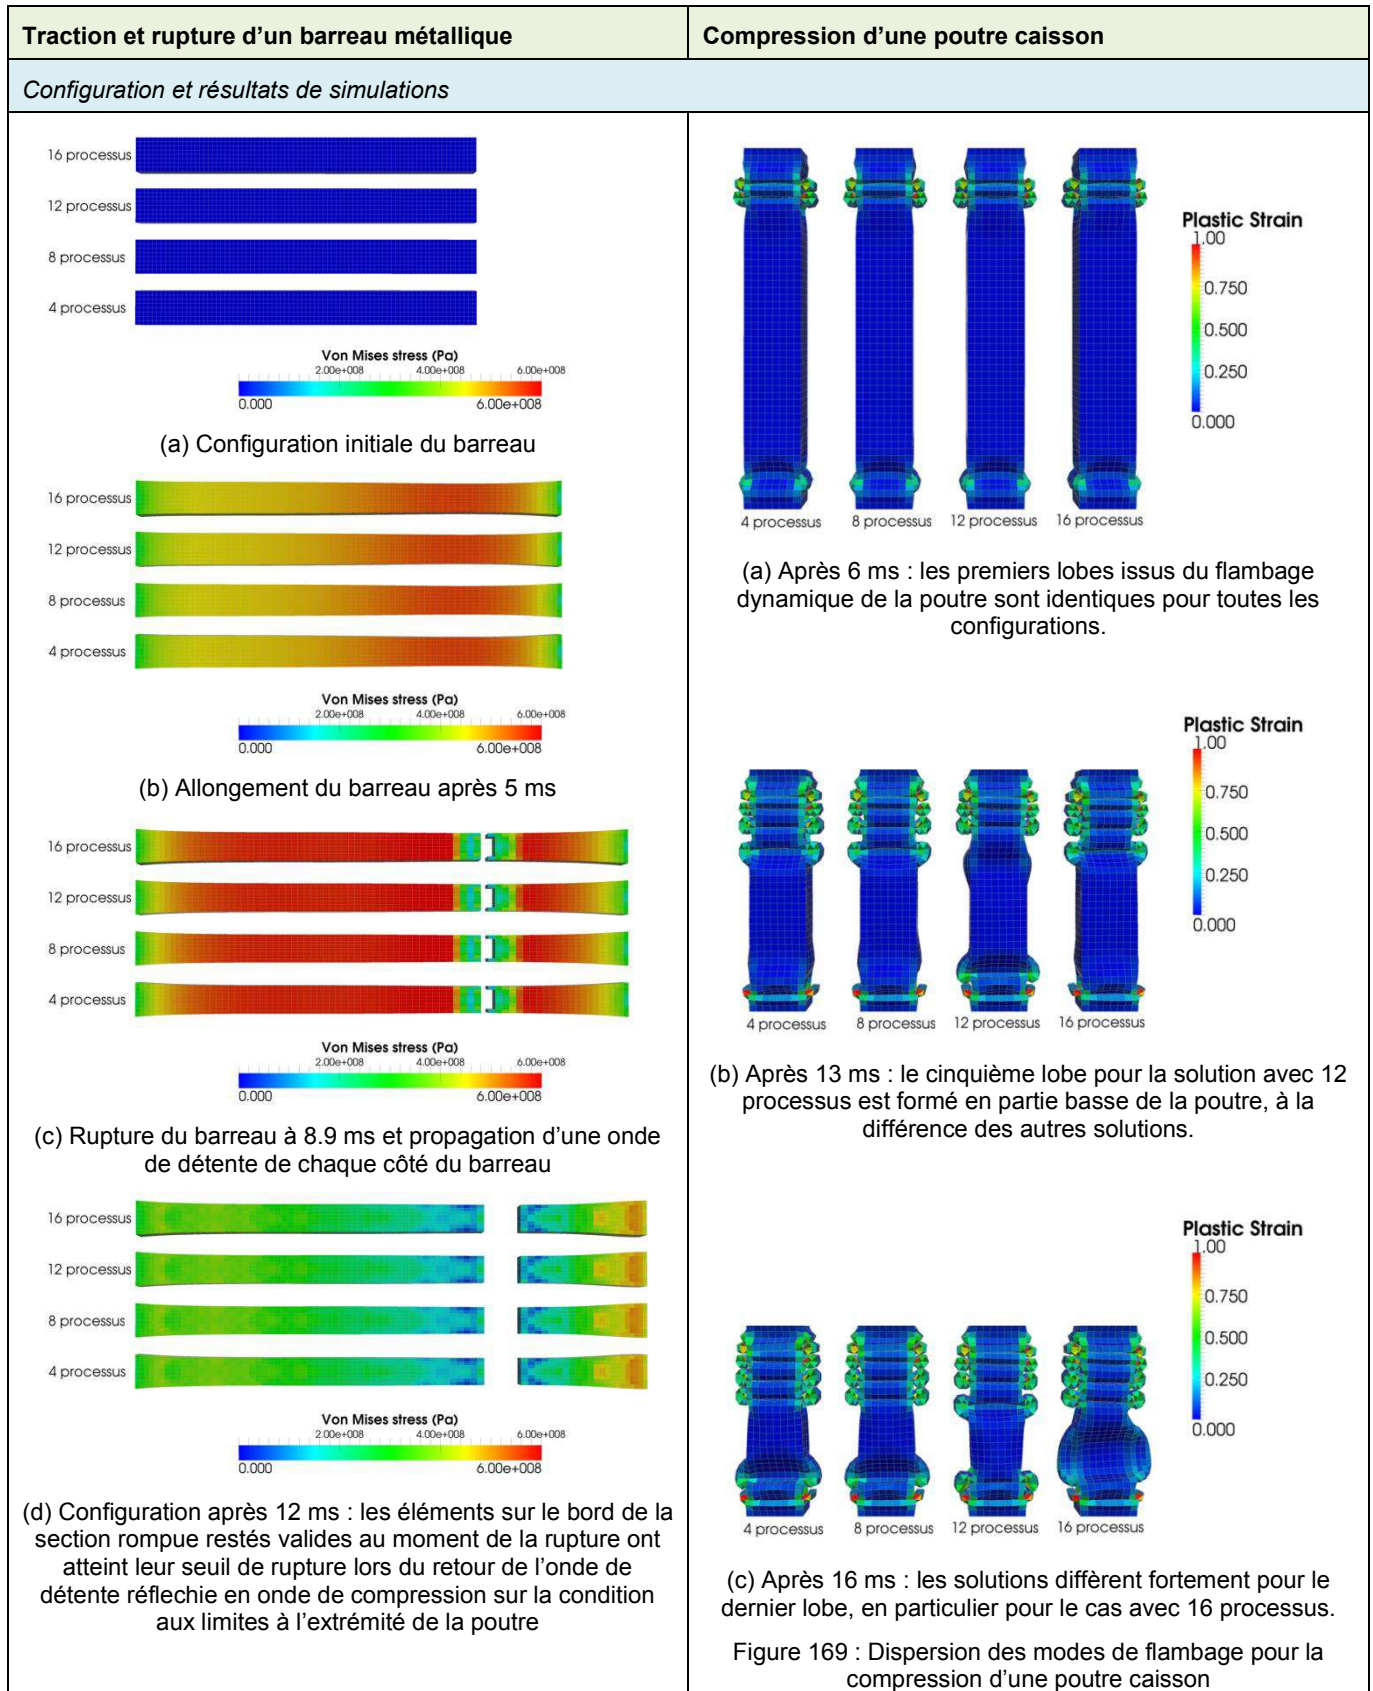 Traction et rupture d'un barreau métallique
Compression d'une poutre caisson
Configuration et résultats de simulations
16 processus
12 processus
8 processus
4 processus
Von Mises stress (Pa)
2.00e+008 4.00e+008 6.00e+008
0.000 6.00e+008
(a) Configuration initiale du barreau
16 processus
12 processus
8 processus
4 processus
Von Mises stress (Pa)
2.00e+008 4.00e+008 6.00e+008
0.000 6.00e+008
(b) Allongement du barreau après 5 ms
16 processus
12 processus
8 processus
4 processus
Von Mises stress (Pa)
2.00e+008 4.00e+008 6.00e+008
0.000 6.00e+008
(c) Rupture du barreau à 8.9 ms et propagation d'une onde
de détente de chaque côté du barreau
16 processus
12 processus
8 processus
4 processus
Von Mises stress (Pa)
2.00e+008 4.00e+008 6.00e+008
0.000 6.00e+008
(d) Configuration après 12 ms : les éléments sur le bord de la
section rompue restés valides au moment de la rupture ont
atteint leur seuil de rupture lors du retour de l'onde de
détente réflechie en onde de compression sur la condition
aux limites à l'extrémité de la poutre
Plastic Strain
1.00
0.750
0.500
0.250
0.000
4 processus 8 processus 12 processus 16 processus
(a) Après 6 ms : les premiers lobes issus du flambage
dynamique de la poutre sont identiques pour toutes les
configurations.
Plastic Strain
1.00
0.750
0.500
0.250
0.000
4 processus 8 processus 12 processus 16 processus
(b) Après 13 ms : le cinquième lobe pour la solution avec 12
processus est formé en partie basse de la poutre, à la
différence des autres solutions.
Plastic Strain
1.00
0.750
0.500
0.250
0.000
4 processus 8 processus 12 processus 16 processus
(c) Après 16 ms : les solutions diffèrent fortement pour le
dernier lobe, en particulier pour le cas avec 16 processus.
Figure 169 : Dispersion des modes de flambage pour la
compression d'une poutre caisson